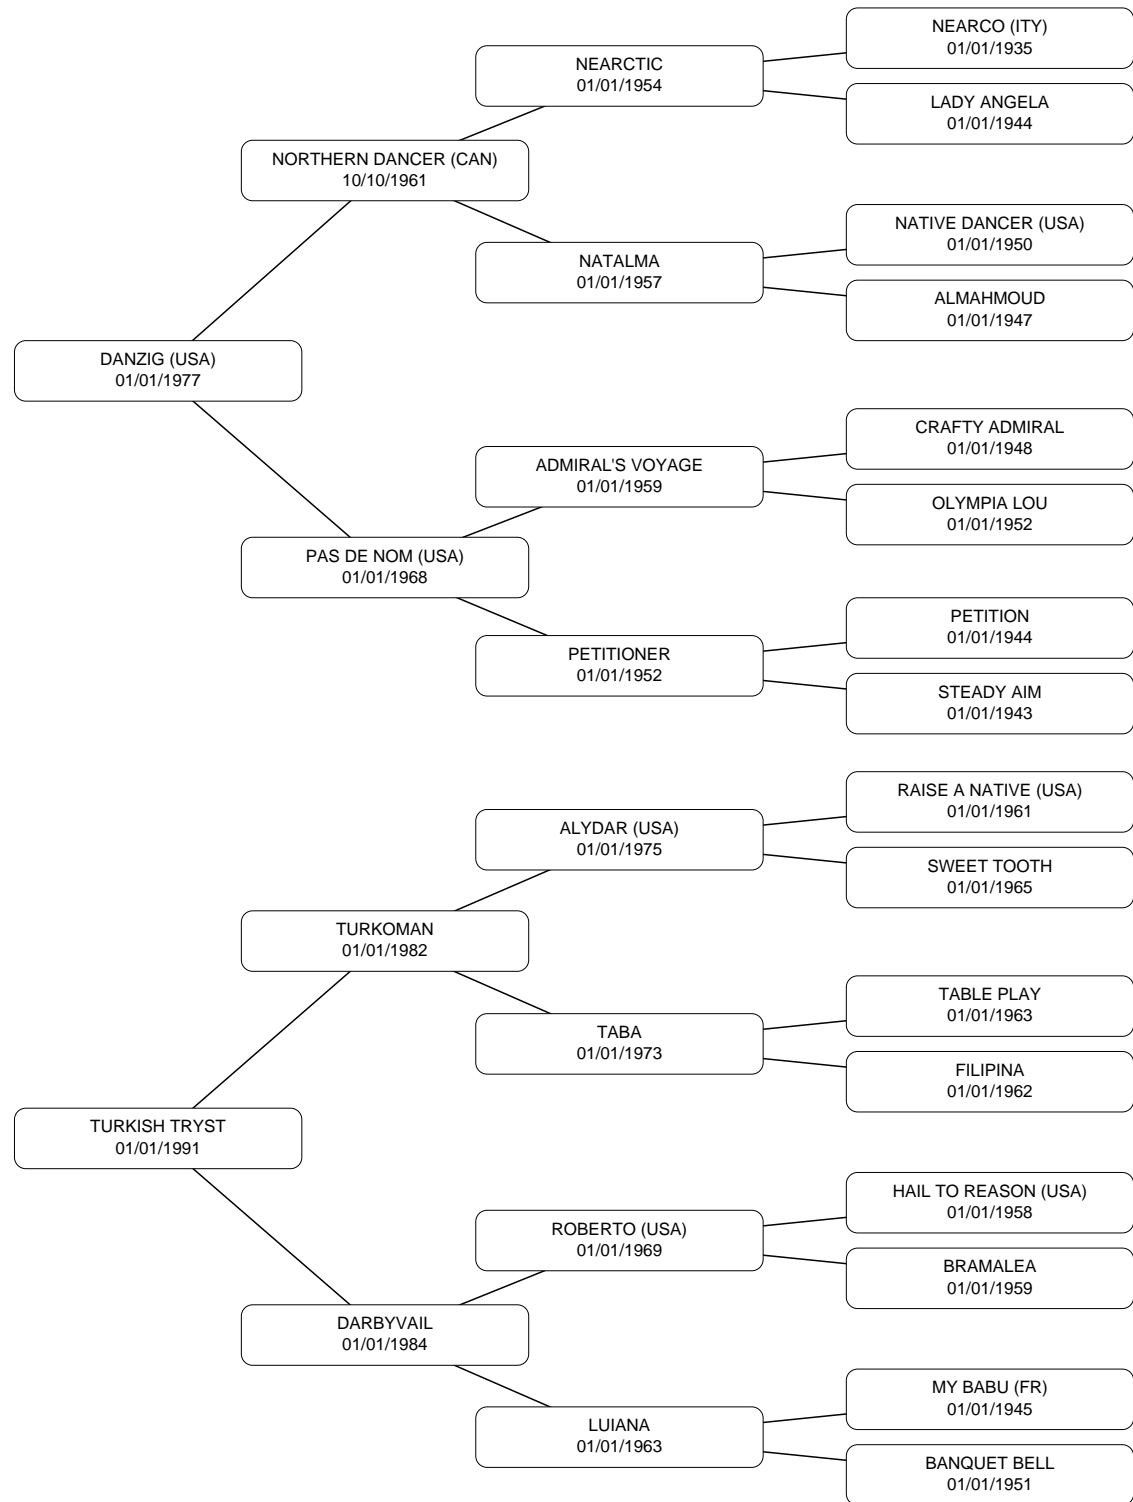 NEARCO (ITY)
01/01/1935
NEARCTIC
01/01/1954
LADY ANGELA
01/01/1944
NORTHERN DANCER (CAN)
10/10/1961
NATIVE DANCER (USA)
01/01/1950
NATALMA
01/01/1957
ALMAHMOUD
01/01/1947
DANZIG (USA)
01/01/1977
CRAFTY ADMIRAL
01/01/1948
ADMIRAL'S VOYAGE
01/01/1959
OLYMPIA LOU
01/01/1952
PAS DE NOM (USA)
01/01/1968
PETITION
01/01/1944
PETITIONER
01/01/1952
STEADY AIM
01/01/1943
RAISE A NATIVE (USA)
01/01/1961
ALYDAR (USA)
01/01/1975
SWEET TOOTH
01/01/1965
TURKOMAN
01/01/1982
TABLE PLAY
01/01/1963
TABA
01/01/1973
FILIPINA
01/01/1962
TURKISH TRYST
01/01/1991
HAIL TO REASON (USA)
01/01/1958
ROBERTO (USA)
01/01/1969
BRAMALEA
01/01/1959
DARBYVAIL
01/01/1984
MY BABU (FR)
01/01/1945
LUIANA
01/01/1963
BANQUET BELL
01/01/1951